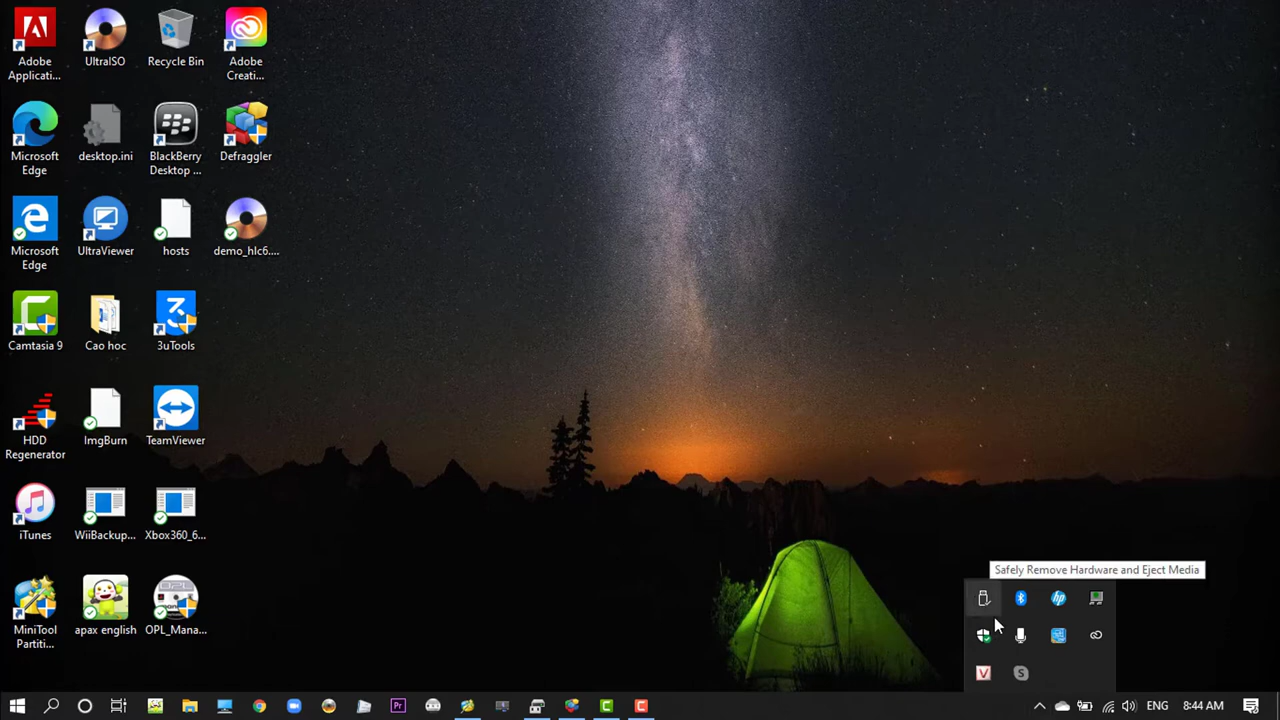 Adobe
Applicati...
UltraISO
Recycle Bin
Adobe
Creati...
Microsoft
Edge
desktop.ini
BlackBerry
Desktop ...
Defraggler
Microsoft
Edge
UltraViewer
hosts
demo_hlc6....
Camtasia 9
Cao hoc
3uTools
HDD
Regenerator
ImgBurn
TeamViewer
iTunes
WiiBackup...
Xbox360_6...
MiniTool
Partiti...
apax english
OPL_Mana...
Safely Remove Hardware and Eject Media
hp
V
S
Pr
ENG
8:44 AM